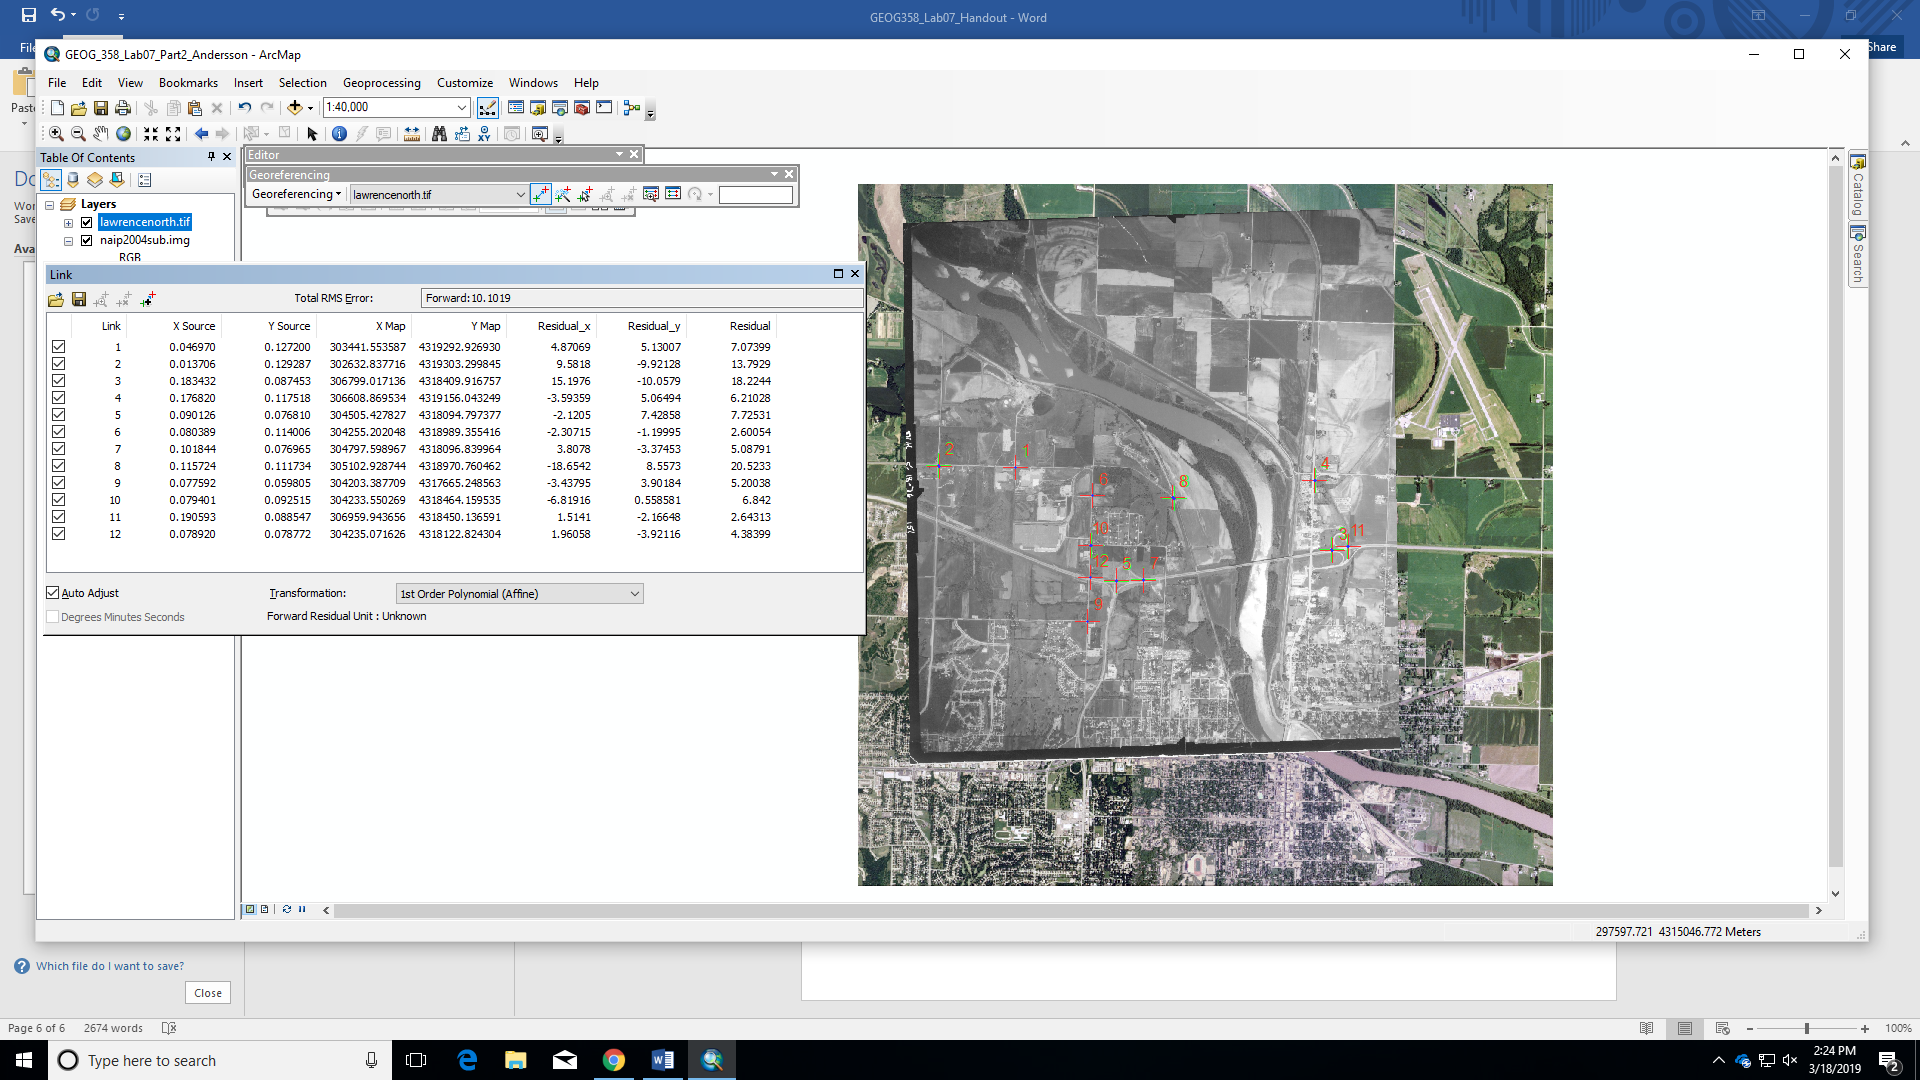 GEOG358_Lab07_Handout - Word
File
Share
GEOG_358_Lab07_Part2_Andersson - ArcMap
File Edit View Bookmarks Insert Selection Geoprocessing Customize Windows Help
Paste
1:40,000
Table Of Contents
Editor
Georeferencing
Georeferencing lawrencenorth.tif
Layers
lawrencenorth.tif
naip2004sub.img
RGB
Catalog
Search
Link
Total RMS Error: Forward:10.1019
Link X Source Y Source X Map Y Map Residual_x Residual_y Residual
1 0.046970 0.127200 303441.553587 4319292.926930 4.87069 5.13007 7.07399
2 0.013706 0.129287 302632.837716 4319303.299845 9.5818 -9.92128 13.7929
3 0.183432 0.087453 306799.017136 4318409.916757 15.1976 -10.0579 18.2244
4 0.176820 0.117518 306608.869534 4319156.043249 -3.59359 5.06494 6.21028
5 0.090126 0.076810 304505.427827 4318094.797377 -2.1205 7.42858 7.72531
6 0.080389 0.114006 304255.202048 4318989.355416 -2.30715 -1.19995 2.60054
7 0.101844 0.076965 304797.598967 4318096.839964 3.8078 -3.37453 5.08791
8 0.115724 0.111734 305102.928744 4318970.760462 -18.6542 8.5573 20.5233
9 0.077592 0.059805 304203.387709 4317665.248563 -3.43795 3.90184 5.20038
10 0.079401 0.092515 304233.550269 4318464.159535 -6.81916 0.558581 6.842
11 0.190593 0.088547 306959.943656 4318450.136591 1.5141 -2.16648 2.64313
12 0.078920 0.078772 304235.071626 4318122.824304 1.96058 -3.92116 4.38399
Auto Adjust Transformation: 1st Order Polynomial (Affine)
Degrees Minutes Seconds Forward Residual Unit : Unknown
2
1
4
6
8
10
3 11
12 5 7
9
297597.721 4315046.772 Meters
Which file do I want to save?
Close
Page 6 of 6 2674 words
100%
Type here to search
2:24 PM
3/18/2019
2